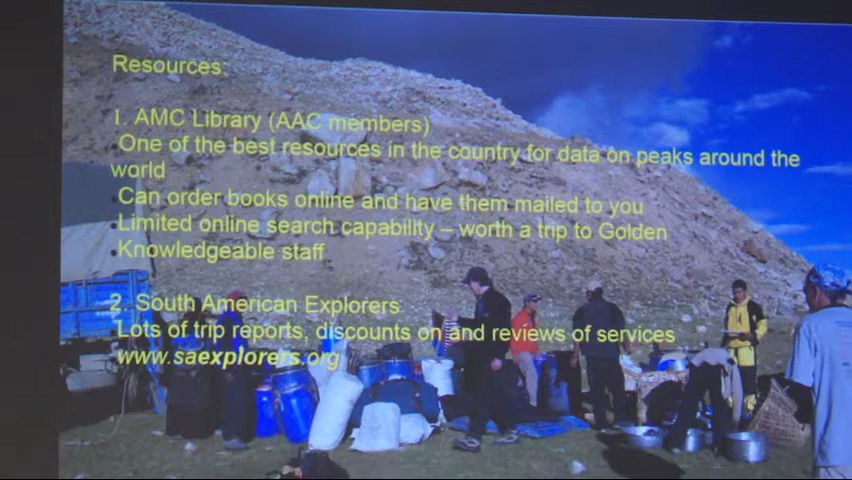 Resources:
1. AMC Library (AAC members)
One of the best resources in the country for data on peaks around the
world
Can order books online and have them mailed to you
Limited online search capability – worth a trip to Golden
Knowledgeable staff
2. South American Explorers
Lots of trip reports, discounts on and reviews of services
www.saexplorers.org